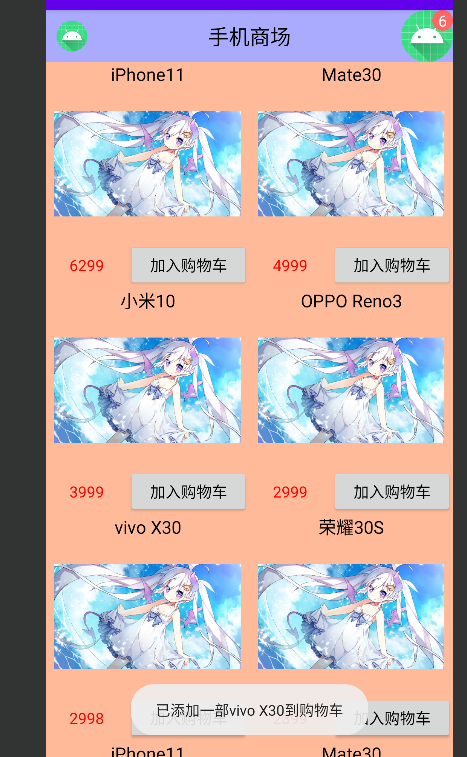 手机商场
6
iPhone11 Mate30
6299 加入购物车 4999 加入购物车
小米10 OPPO Reno3
3999 加入购物车 2999 加入购物车
vivo X30 荣耀30S
2998 加入购物车
已添加一部vivo X30到购物车
iPhone11 Mate30